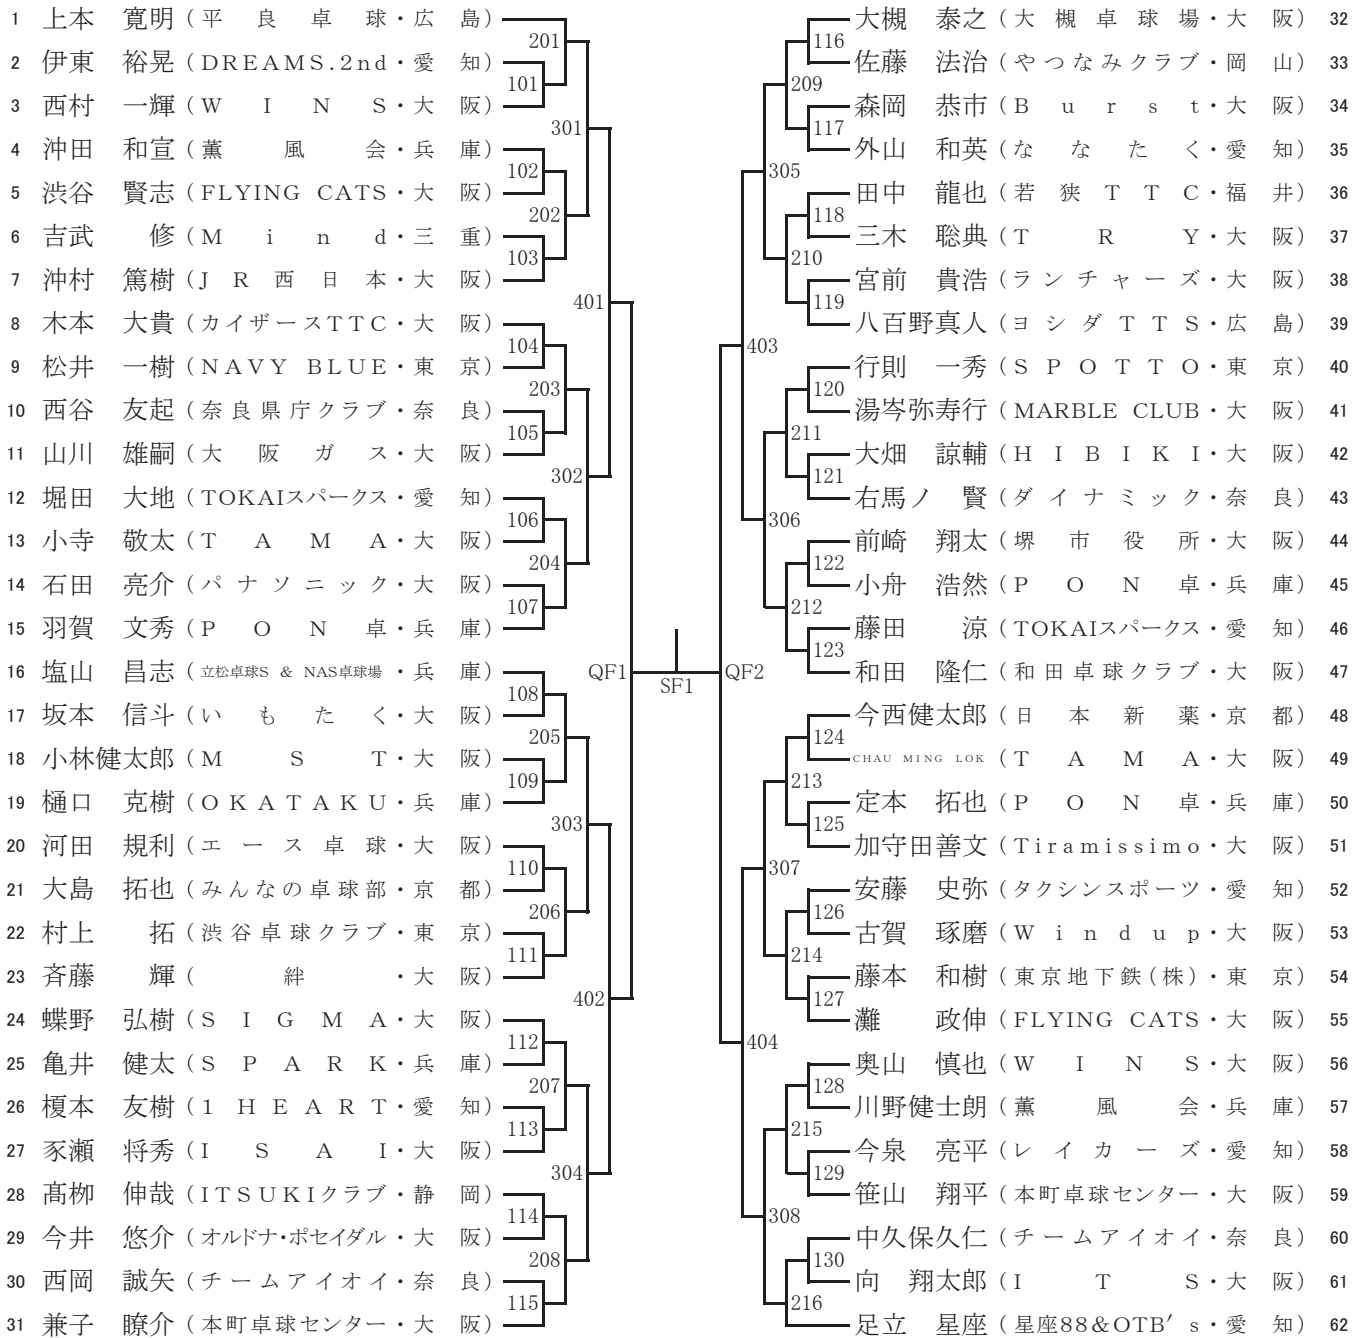 1 上本 寛明 (平良卓球・広島)
2 伊東 裕晃 (DREAMS.2nd・愛知)
3 西村 一輝 (WINS・大阪)
4 沖田 和宣 (薫風会・兵庫)
5 渋谷 賢志 (FLYING CATS・大阪)
6 吉武 修 (Mind・三重)
7 沖村 篤樹 (JR西日本・大阪)
8 木本 大貴 (カイザースTTC・大阪)
9 松井 一樹 (NAVY BLUE・東京)
10 西谷 友起 (奈良県庁クラブ・奈良)
11 山川 雄嗣 (大阪ガス・大阪)
12 堀田 大地 (TOKAIスパークス・愛知)
13 小寺 敬太 (TAMA・大阪)
14 石田 亮介 (パナソニック・大阪)
15 羽賀 文秀 (PON卓・兵庫)
16 塩山 昌志 (立松卓球S & NAS卓球場・兵庫)
17 坂本 信斗 (いもたく・大阪)
18 小林健太郎 (MST・大阪)
19 樋口 克樹 (OKATAKU・兵庫)
20 河田 規利 (エース卓球・大阪)
21 大島 拓也 (みんなの卓球部・京都)
22 村上 拓 (渋谷卓球クラブ・東京)
23 斉藤 輝 (絆・大阪)
24 蝶野 弘樹 (SIGMA・大阪)
25 亀井 健太 (SPARK・兵庫)
26 榎本 友樹 (1HEART・愛知)
27 豕瀬 将秀 (ISAI・大阪)
28 髙栁 伸哉 (ITSUKIクラブ・静岡)
29 今井 悠介 (オルドナ・ポセイダル・大阪)
30 西岡 誠矢 (チームアイオイ・奈良)
31 兼子 瞭介 (本町卓球センター・大阪)
201
101
301
102
202
103
401
104
203
105
302
106
204
107
QF1
108
205
109
303
110
206
111
402
112
207
113
304
114
208
115
SF1
116
209
117
305
118
210
119
403
120
211
121
306
122
212
123
QF2
124
213
125
307
126
214
127
404
128
215
129
308
130
216
大槻 泰之 (大槻卓球場・大阪) 32
佐藤 法治 (やつなみクラブ・岡山) 33
森岡 恭市 (Burst・大阪) 34
外山 和英 (ななたく・愛知) 35
田中 龍也 (若狭TTC・福井) 36
三木 聡典 (TRY・大阪) 37
宮前 貴浩 (ランチャーズ・大阪) 38
八百野真人 (ヨシダTTS・広島) 39
行則 一秀 (SPOTTO・東京) 40
湯岑弥寿行 (MARBLE CLUB・大阪) 41
大畑 諒輔 (HIBIKI・大阪) 42
右馬ノ 賢 (ダイナミック・奈良) 43
前崎 翔太 (堺市役所・大阪) 44
小舟 浩然 (PON卓・兵庫) 45
藤田 涼 (TOKAIスパークス・愛知) 46
和田 隆仁 (和田卓球クラブ・大阪) 47
今西健太郎 (日本新薬・京都) 48
CHAU MING LOK (TAMA・大阪) 49
定本 拓也 (PON卓・兵庫) 50
加守田善文 (Tiramissimo・大阪) 51
安藤 史弥 (タクシンスポーツ・愛知) 52
古賀 琢磨 (Windup・大阪) 53
藤本 和樹 (東京地下鉄(株)・東京) 54
灘 政伸 (FLYING CATS・大阪) 55
奥山 慎也 (WINS・大阪) 56
川野健士朗 (薫風会・兵庫) 57
今泉 亮平 (レイカーズ・愛知) 58
笹山 翔平 (本町卓球センター・大阪) 59
中久保久仁 (チームアイオイ・奈良) 60
向 翔太郎 (ITS・大阪) 61
足立 星座 (星座88&OTB's・愛知) 62